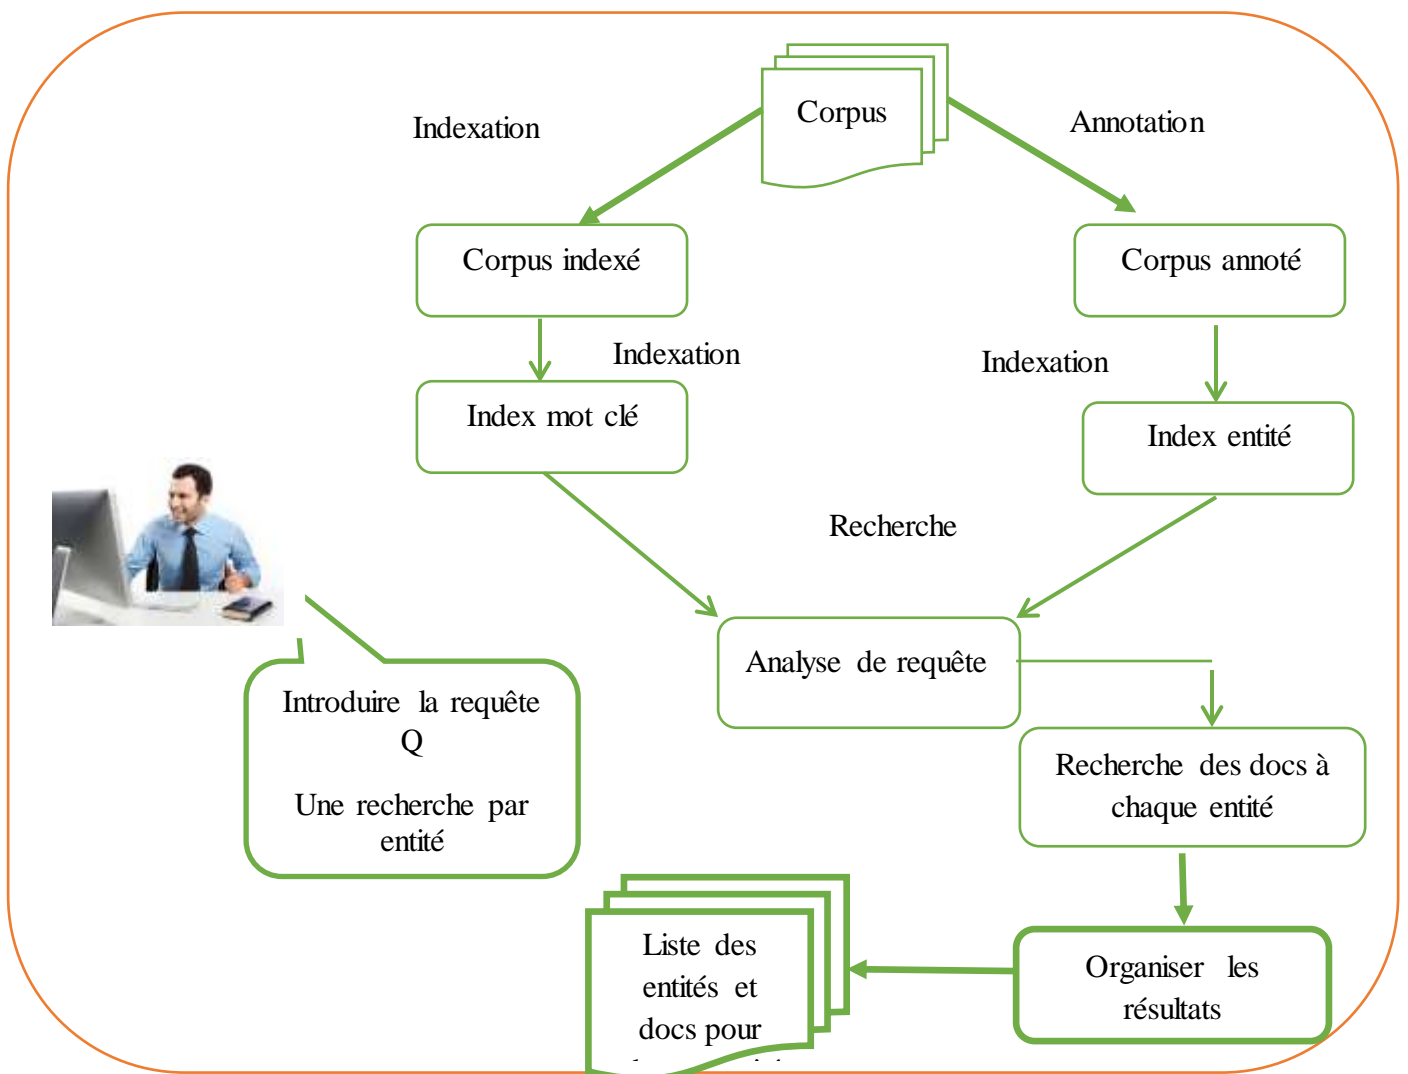 Corpus
Indexation
Annotation
Corpus indexé
Corpus annoté
Indexation
Indexation
Index mot clé
Index entité
Recherche
Analyse de requête
Introduire la requête
Q
Une recherche par
entité
Recherche des docs à
chaque entité
Organiser les
résultats
Liste des
entités et
docs pour